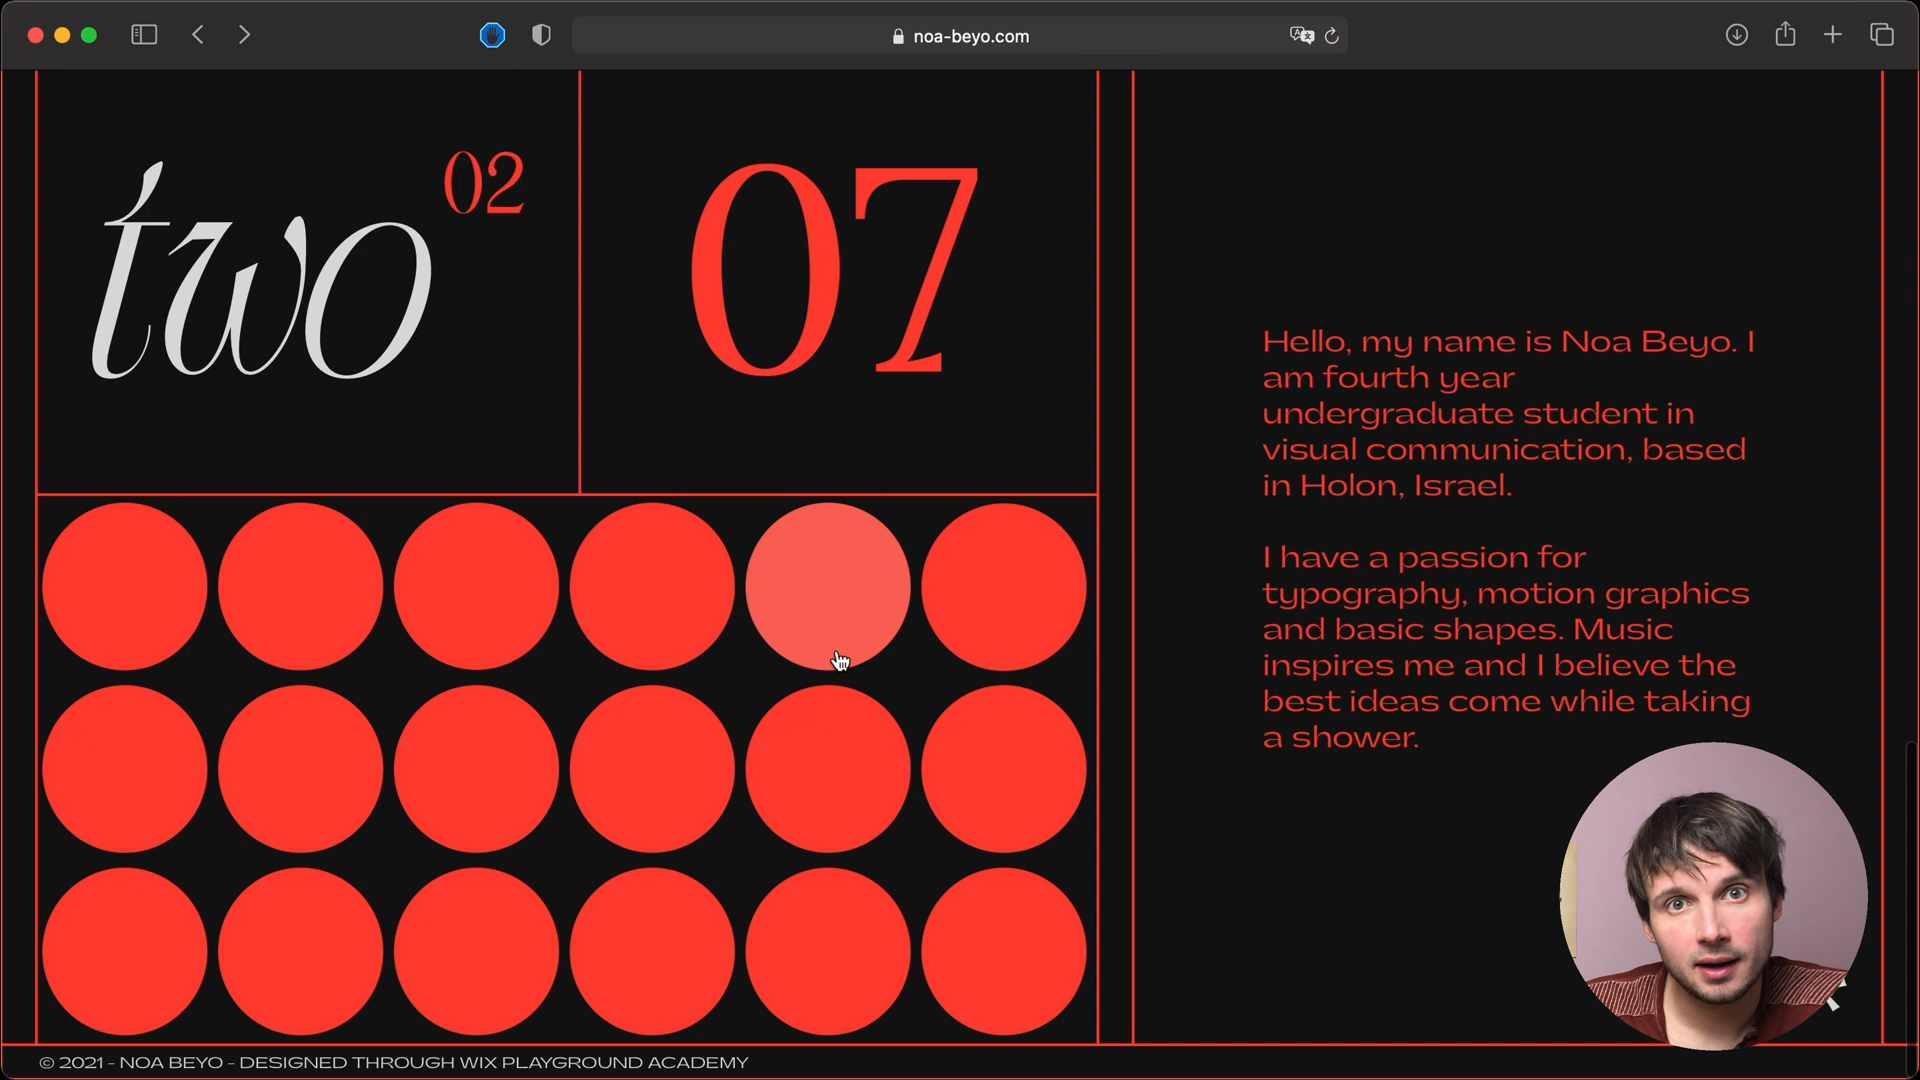 noa-beyo.com
two 02
07
Hello, my name is Noa Beyo. I
am fourth year
undergraduate student in
visual communication, based
in Holon, Israel.
I have a passion for
typography, motion graphics
and basic shapes. Music
inspires me and I believe the
best ideas come while taking
a shower.
© 2021 - NOA BEYO - DESIGNED THROUGH WIX PLAYGROUND ACADEMY